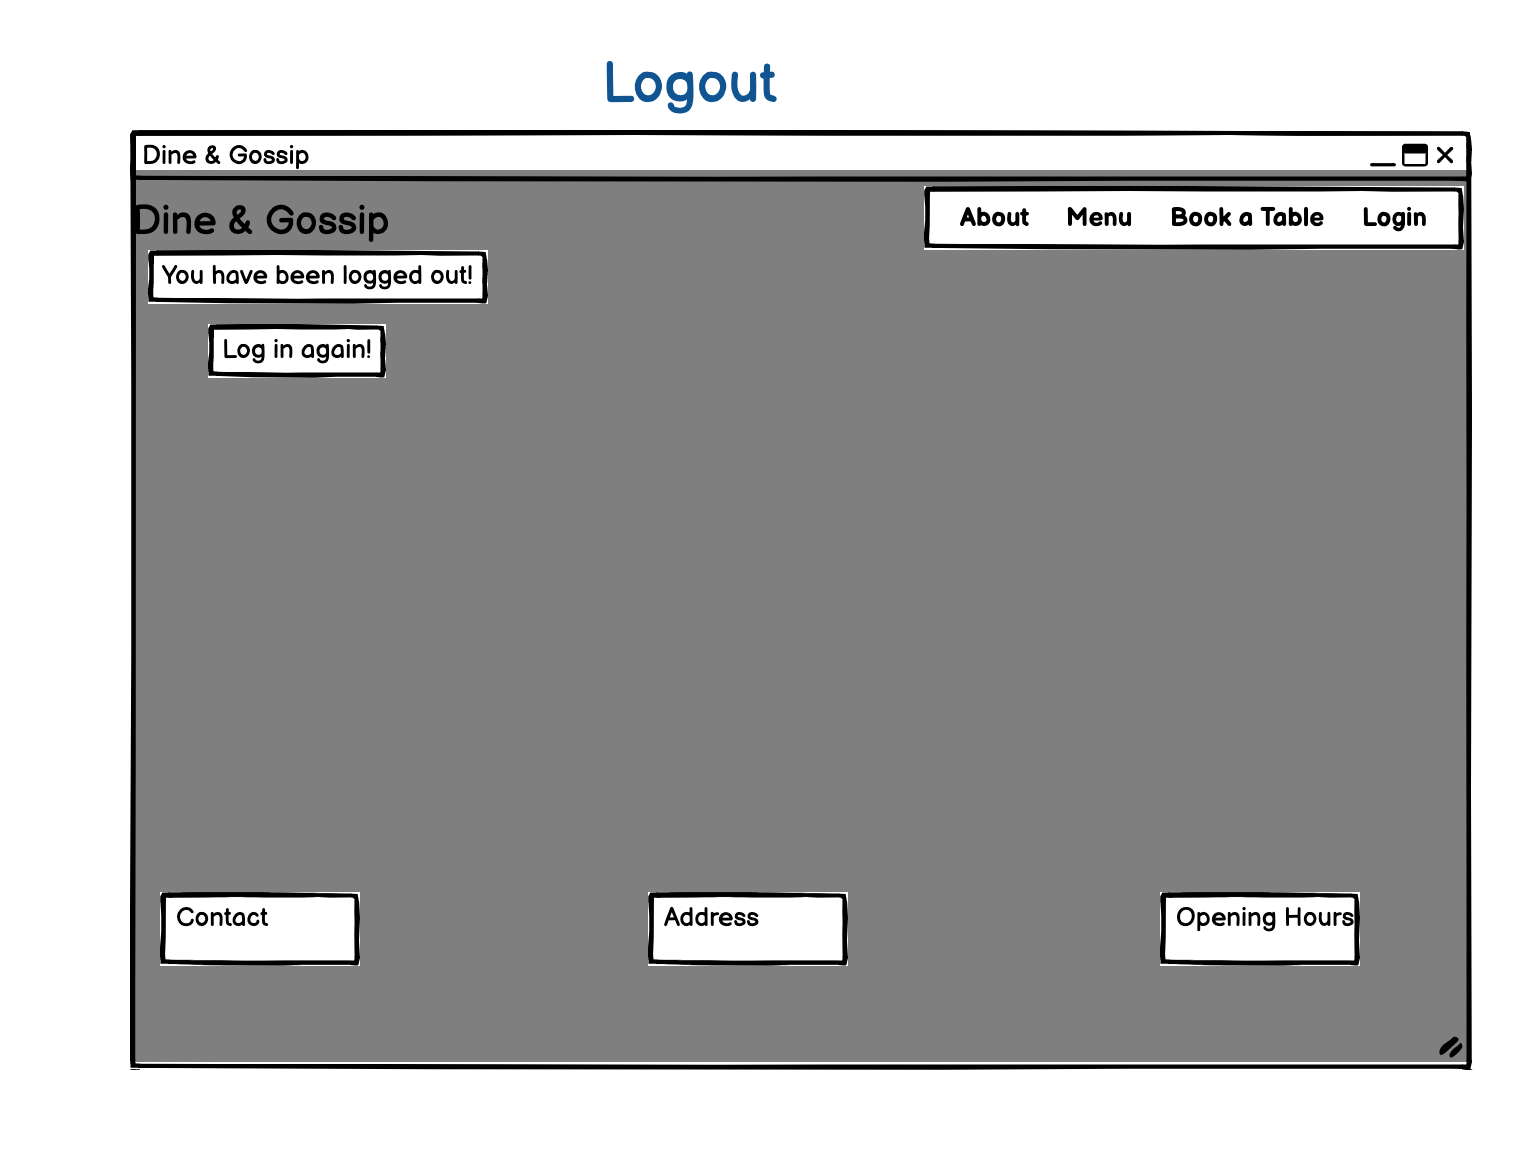 Logout
Dine & Gossip
Dine & Gossip
About Menu Book a Table Login
You have been logged out!
Log in again!
Contact
Address
Opening Hours